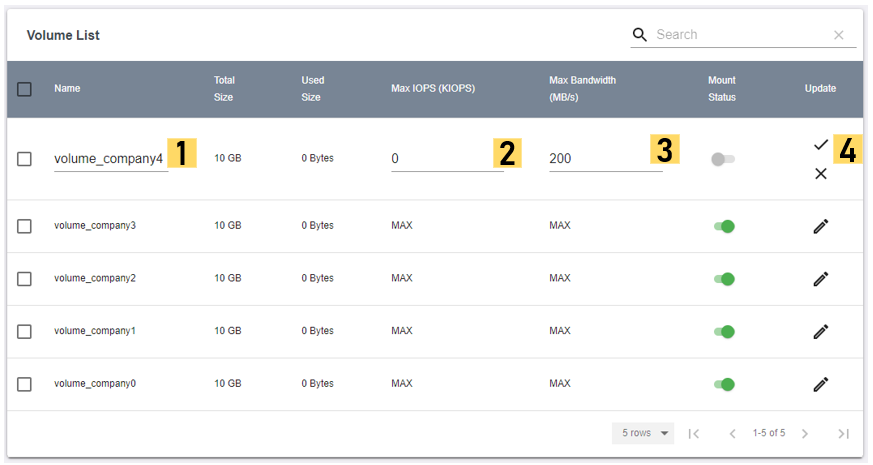 Volume List
Search
Name
Total Size
Used Size
Max IOPS (KIOPS)
Max Bandwidth (MB/s)
Mount Status
Update
volume_company4 1 10 GB 0 Bytes 0 2 200 3 4
volume_company3 10 GB 0 Bytes MAX MAX
volume_company2 10 GB 0 Bytes MAX MAX
volume_company1 10 GB 0 Bytes MAX MAX
volume_company0 10 GB 0 Bytes MAX MAX
5 rows 1-5 of 5